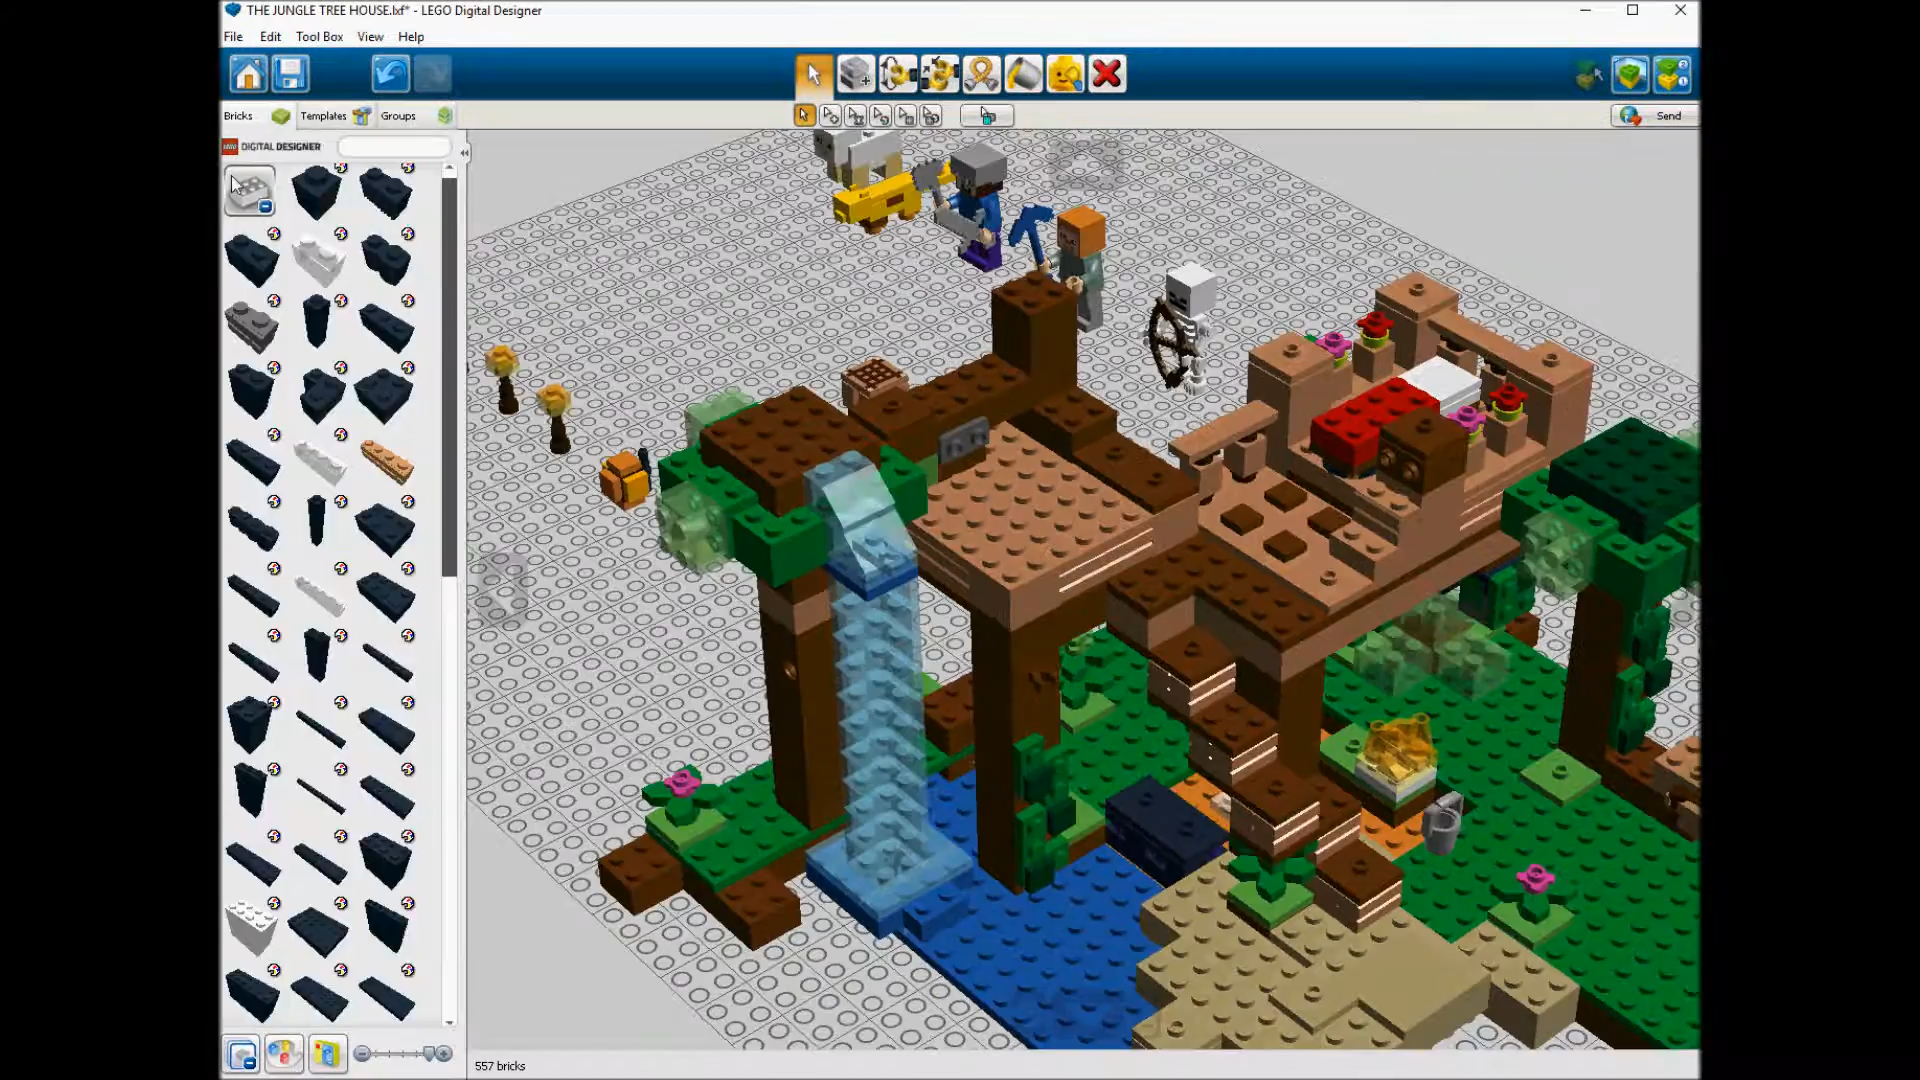 THE JUNGLE TREE HOUSE.lxf* - LEGO Digital Designer
File Edit Tool Box View Help
Bricks Templates Groups
Send
LEGO DIGITAL DESIGNER
557 bricks